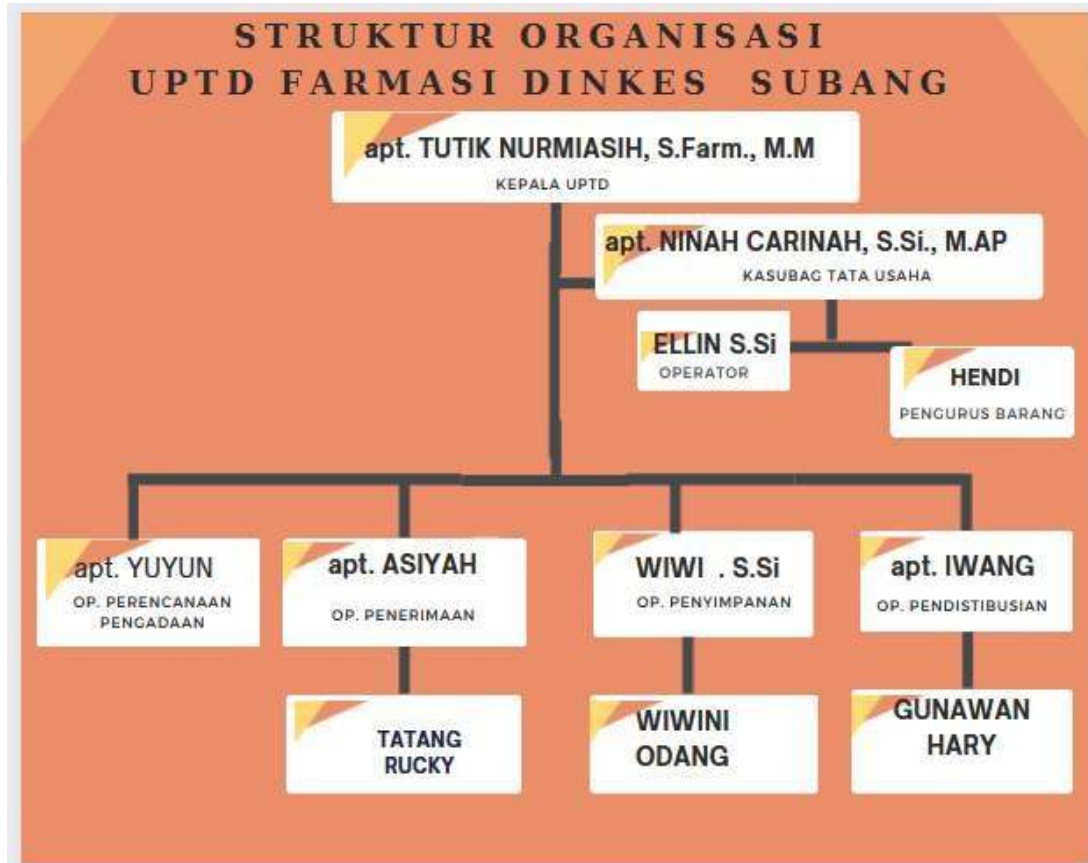 STRUKTUR ORGANISASI
UPTD FARMASI DINKES SUBANG
apt. TUTIK NURMIASIH, S.Farm., M.M
KEPALA UPTD
apt. NINAH CARINAH, S.Si., M.AP
KASUBAG TATA USAHA
ELLIN S.Si
OPERATOR
HENDI
PENGURUS BARANG
apt. YUYUN
OP. PERENCANAAN
PENGADAAN
apt. ASIYAH
OP. PENERIMAAN
WIWI . S.Si
OP. PENYIMPANAN
apt. IWANG
OP. PENDISTIBUSIAN
TATANG
RUCKY
WIWINI
ODANG
GUNAWAN
HARY